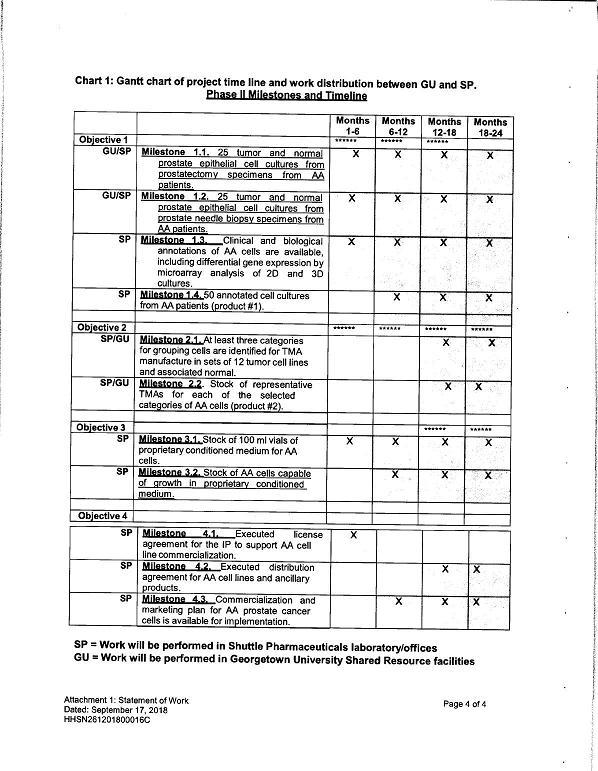 Chart 1: Gantt chart of project time line and work distribution between GU and SP.
Phase II Milestones and Timeline
Months 1-6 Months 6-12 Months 12-18 Months 18-24
Objective 1 ****** ****** ******
GU/SP Milestone 1.1. 25 tumor and normal X X X X
prostate epithelial cell cultures from
prostatectomy specimens from AA
patients.
GU/SP Milestone 1.2. 25 tumor and normal X X X X
prostate epithelial cell cultures from
prostate needle biopsy specimens from
AA patients.
SP Milestone 1.3. Clinical and biological X X X X
annotations of AA cells are available,
including differential gene expression by
microarray analysis of 2D and 3D
cultures.
SP Milestone 1.4. 50 annotated cell cultures X X X
from AA patients (product #1).
Objective 2 ****** ****** ****** ******
SP/GU Milestone 2.1. At least three categories X X
for grouping cells are identified for TMA
manufacture in sets of 12 tumor cell lines
and associated normal.
SP/GU Milestone 2.2. Stock of representative X X
TMAs for each of the selected
categories of AA cells (product #2).
Objective 3 ****** ******
SP Milestone 3.1. Stock of 100 ml vials of X X X X
proprietary conditioned medium for AA
cells.
SP Milestone 3.2. Stock of AA cells capable X X X
of growth in proprietary conditioned
medium.
Objective 4
SP Milestone 4.1. Executed license X
agreement for the IP to support AA cell
line commercialization.
SP Milestone 4.2. Executed distribution X X
agreement for AA cell lines and ancillary
products.
SP Milestone 4.3. Commercialization and X X X
marketing plan for AA prostate cancer
cells is available for implementation.
SP = Work will be performed in Shuttle Pharmaceuticals laboratory/offices
GU = Work will be performed in Georgetown University Shared Resource facilities
Attachment 1: Statement of Work
Dated: September 17, 2018
HHSN261201800016C
Page 4 of 4